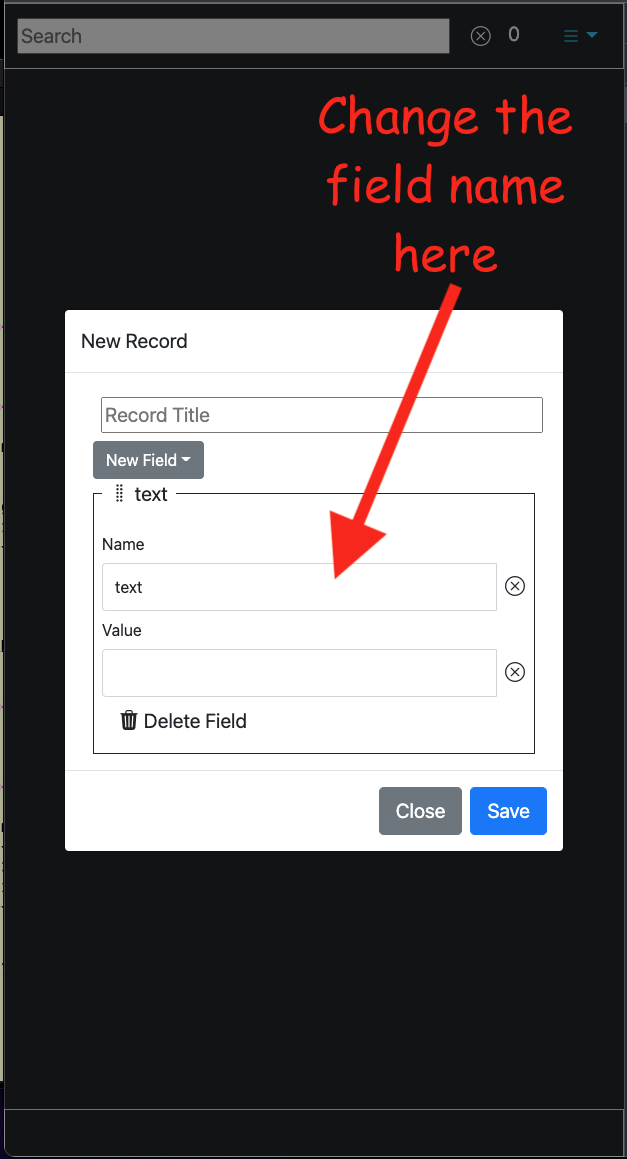 Search
0
Change the
field name
here
New Record
Record Title
New Field
text
Name
text
Value
Delete Field
Close Save